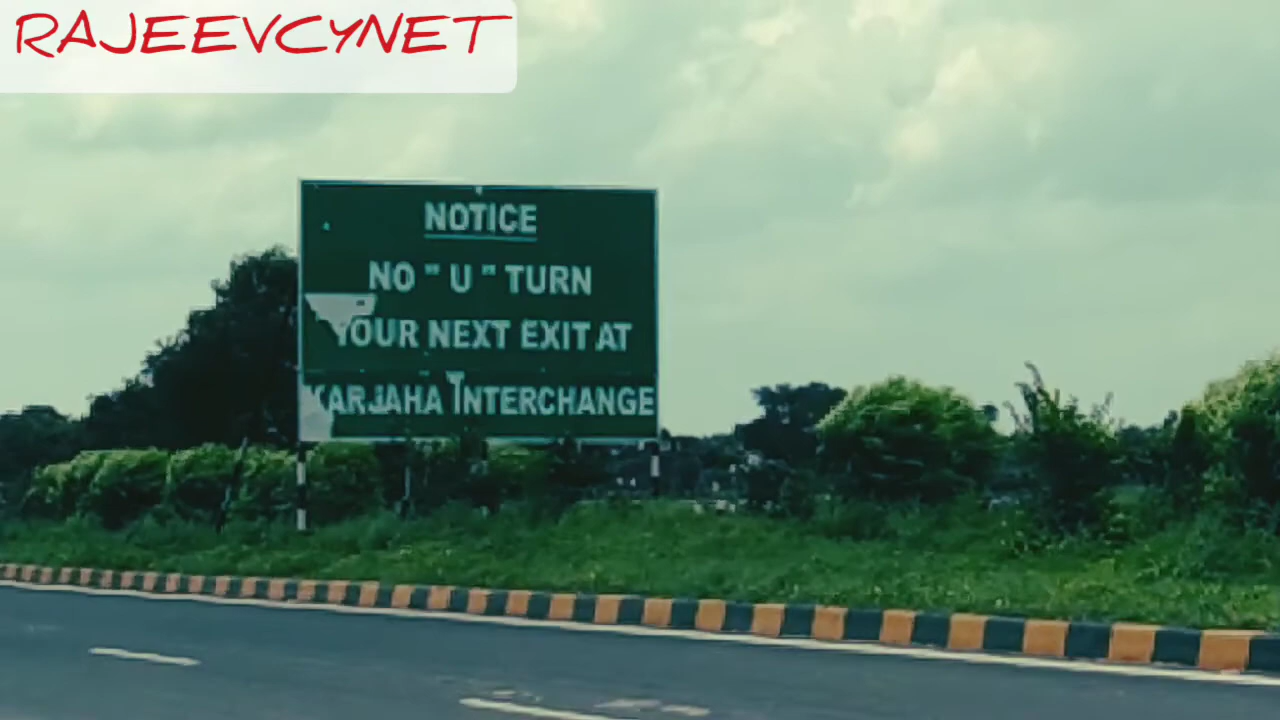 RAJEEVCYNET
NOTICE
NO " U " TURN
YOUR NEXT EXIT AT
KARJAHA INTERCHANGE